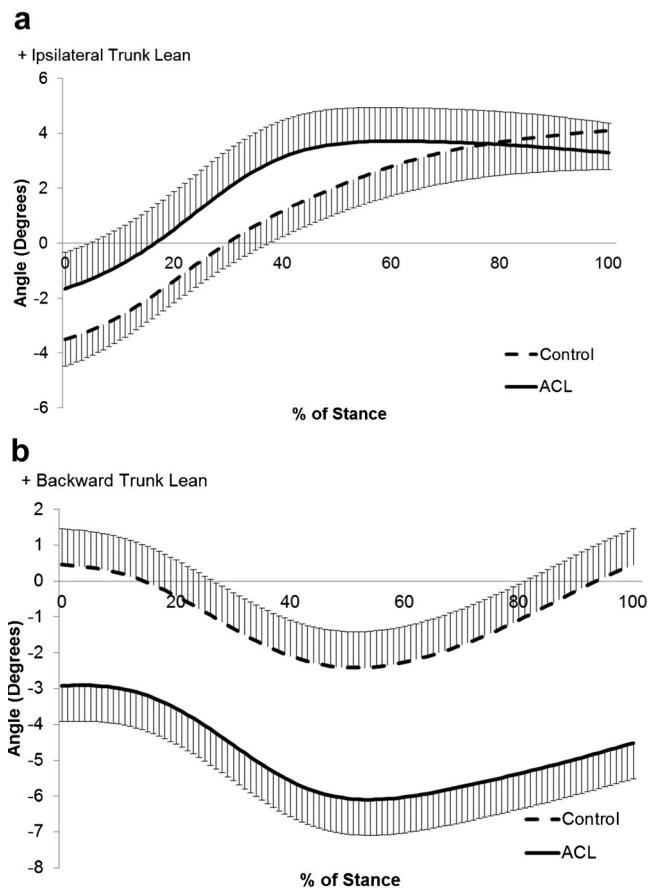 a
+ Ipsilateral Trunk Lean
6
4
2
0
-2
-4
-6
Angle (Degrees)
0 20 40 60 80 100
Control
ACL
% of Stance
b
+ Backward Trunk Lean
2
1
0
-1
-2
-3
-4
-5
-6
-7
-8
Angle (Degrees)
0 20 40 60 80 100
Control
ACL
% of Stance